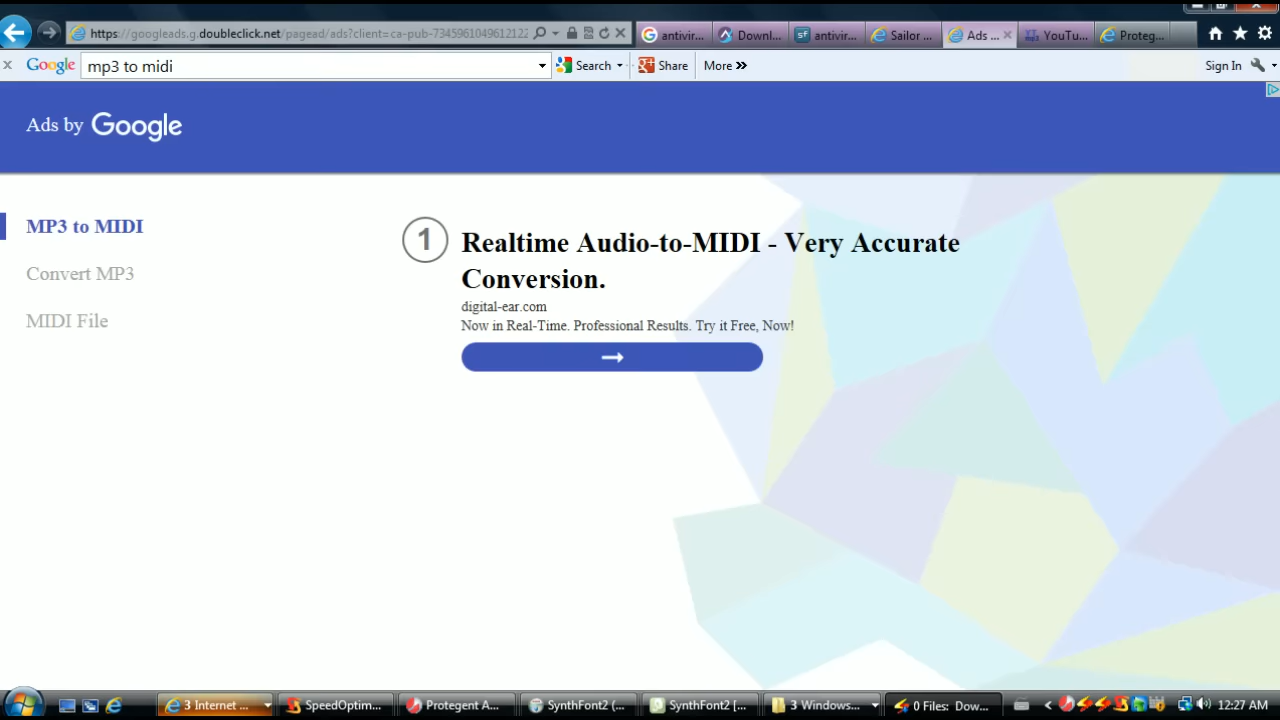 https://googleads.g.doubleclick.net/pagead/ads?client=ca-pub-7345961049612122
antivir...
Downl...
antivir...
Sailor ...
Ads ...
YouTu...
Proteg...
Google
mp3 to midi
Search
Share
More »
Sign In
Ads by Google
MP3 to MIDI
Convert MP3
MIDI File
1
Realtime Audio-to-MIDI - Very Accurate
Conversion.
digital-ear.com
Now in Real-Time. Professional Results. Try it Free, Now!
3 Internet ...
SpeedOptim...
Protegent A...
SynthFont2 (...
SynthFont2 [...
3 Windows...
0 Files: Dow...
12:27 AM